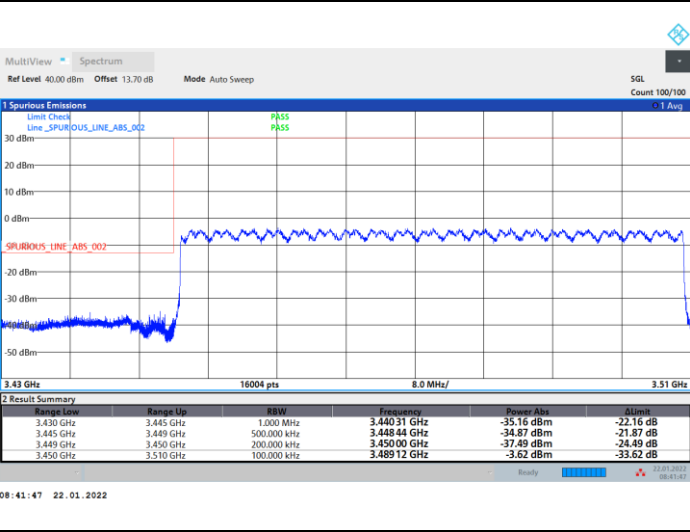 MultiView Spectrum
Ref Level 40.00 dBm Offset 13.70 dB Mode Auto Sweep SGL
Count 100/100
1 Spurious Emissions 1 Avg
Limit Check PASS
Line _SPURIOUS_LINE_ABS_002 PASS
30 dBm
20 dBm
10 dBm
0 dBm
_SPURIOUS_LINE_ABS_002
-20 dBm
-30 dBm
-40 dBm
-50 dBm
3.43 GHz 16004 pts 8.0 MHz/ 3.51 GHz
2 Result Summary
Range Low Range Up RBW Frequency Power Abs ΔLimit
3.430 GHz 3.445 GHz 1.000 MHz 3.44031 GHz -35.16 dBm -22.16 dB
3.445 GHz 3.449 GHz 500.000 kHz 3.44844 GHz -34.87 dBm -21.87 dB
3.449 GHz 3.450 GHz 200.000 kHz 3.45000 GHz -37.49 dBm -24.49 dB
3.450 GHz 3.510 GHz 100.000 kHz 3.48912 GHz -3.62 dBm -33.62 dB
Ready 22.01.2022
08:41:47
08:41:47 22.01.2022